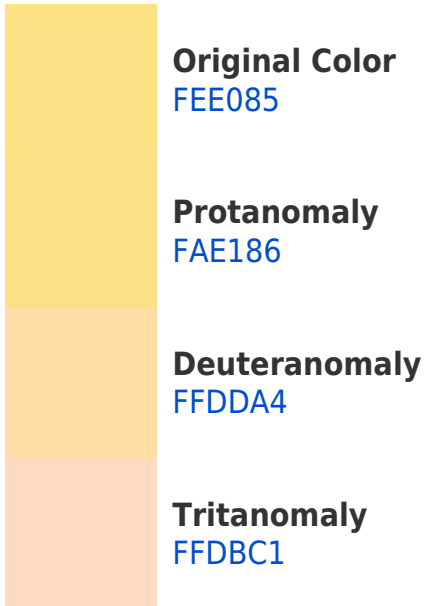 Original Color
FEE085
Protanomaly
FAE186
Deuteranomaly
FFDDA4
Tritanomaly
FFDBC1